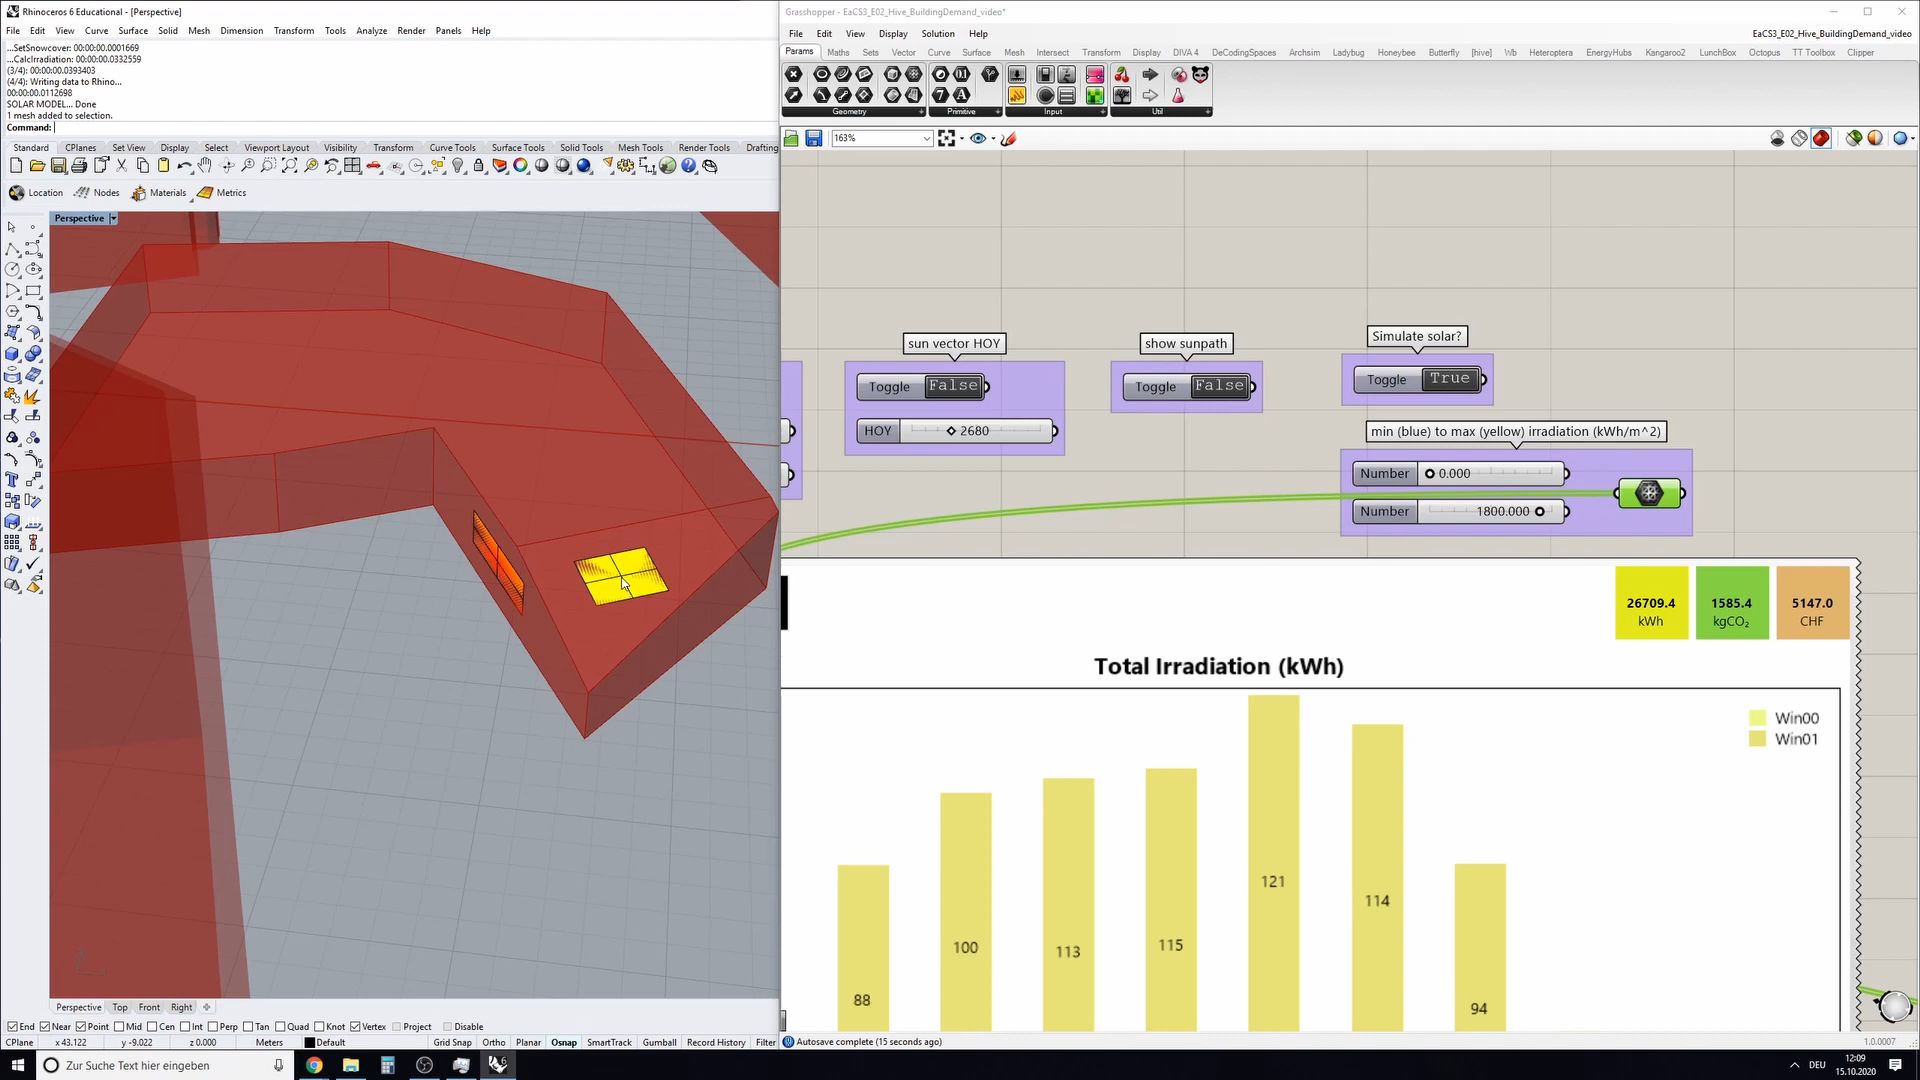 Rhinoceros 6 Educational - [Perspective]
File Edit View Curve Surface Solid Mesh Dimension Transform Tools Analyze Render Panels Help
...SetSnowcover: 00:00:00.0001669
...CalcIrradiation: 00:00:00.0332559
(3/4): 00:00:00.0393403
(4/4): Writing data to Rhino...
00:00:00.0112698
SOLAR MODEL... Done
1 mesh added to selection.
Command:
Standard CPlanes Set View Display Select Viewport Layout Visibility Transform Curve Tools Surface Tools Solid Tools Mesh Tools Render Tools Drafting
Location Nodes Materials Metrics
Perspective
Perspective Top Front Right
End Near Point Mid Cen Int Perp Tan Quad Knot Vertex Project Disable
CPlane x 43.122 y -9.022 z 0.000 Meters Default Grid Snap Ortho Planar Osnap SmartTrack Gumball Record History Filter
Grasshopper - EaCS3_E02_Hive_BuildingDemand_video*
File Edit View Display Solution Help
EaCS3_E02_Hive_BuildingDemand_video
Params Maths Sets Vector Curve Surface Mesh Intersect Transform Display DIVA 4 DeCodingSpaces Archsim Ladybug Honeybee Butterfly [hive] Wb Heteroptera EnergyHubs Kangaroo2 LunchBox Octopus TT Toolbox Clipper
Geometry Primitive Input Util
163%
sun vector HOY
Toggle False
HOY 2680
show sunpath
Toggle False
Simulate solar?
Toggle True
min (blue) to max (yellow) irradiation (kWh/m^2)
Number 0.000
Number 1800.000
26709.4
kWh
1585.4
kgCO₂
5147.0
CHF
Total Irradiation (kWh)
Win00
Win01
88
100
113
115
121
114
94
Autosave complete (15 seconds ago)
1.0.0007
Zur Suche Text hier eingeben
DEU
12:09
15.10.2020